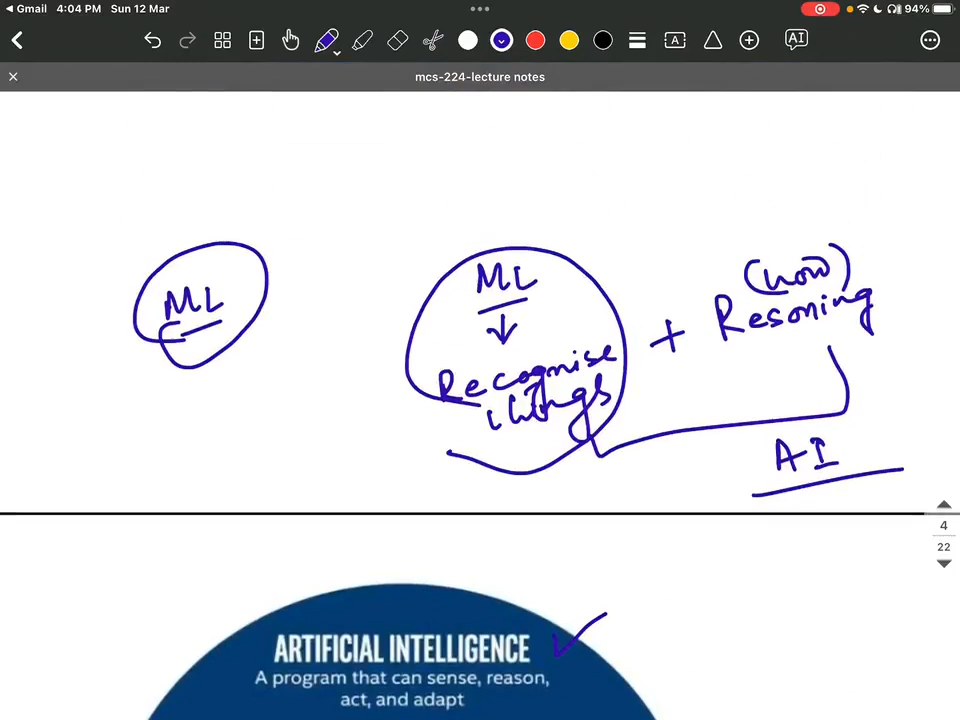 Gmail 4:04 PM Sun 12 Mar
94%
A
AI
mcs-224-lecture notes
ML
ML
Recognise
things
+
(how)
Resoning
AI
4
22
ARTIFICIAL INTELLIGENCE
A program that can sense, reason,
act, and adapt